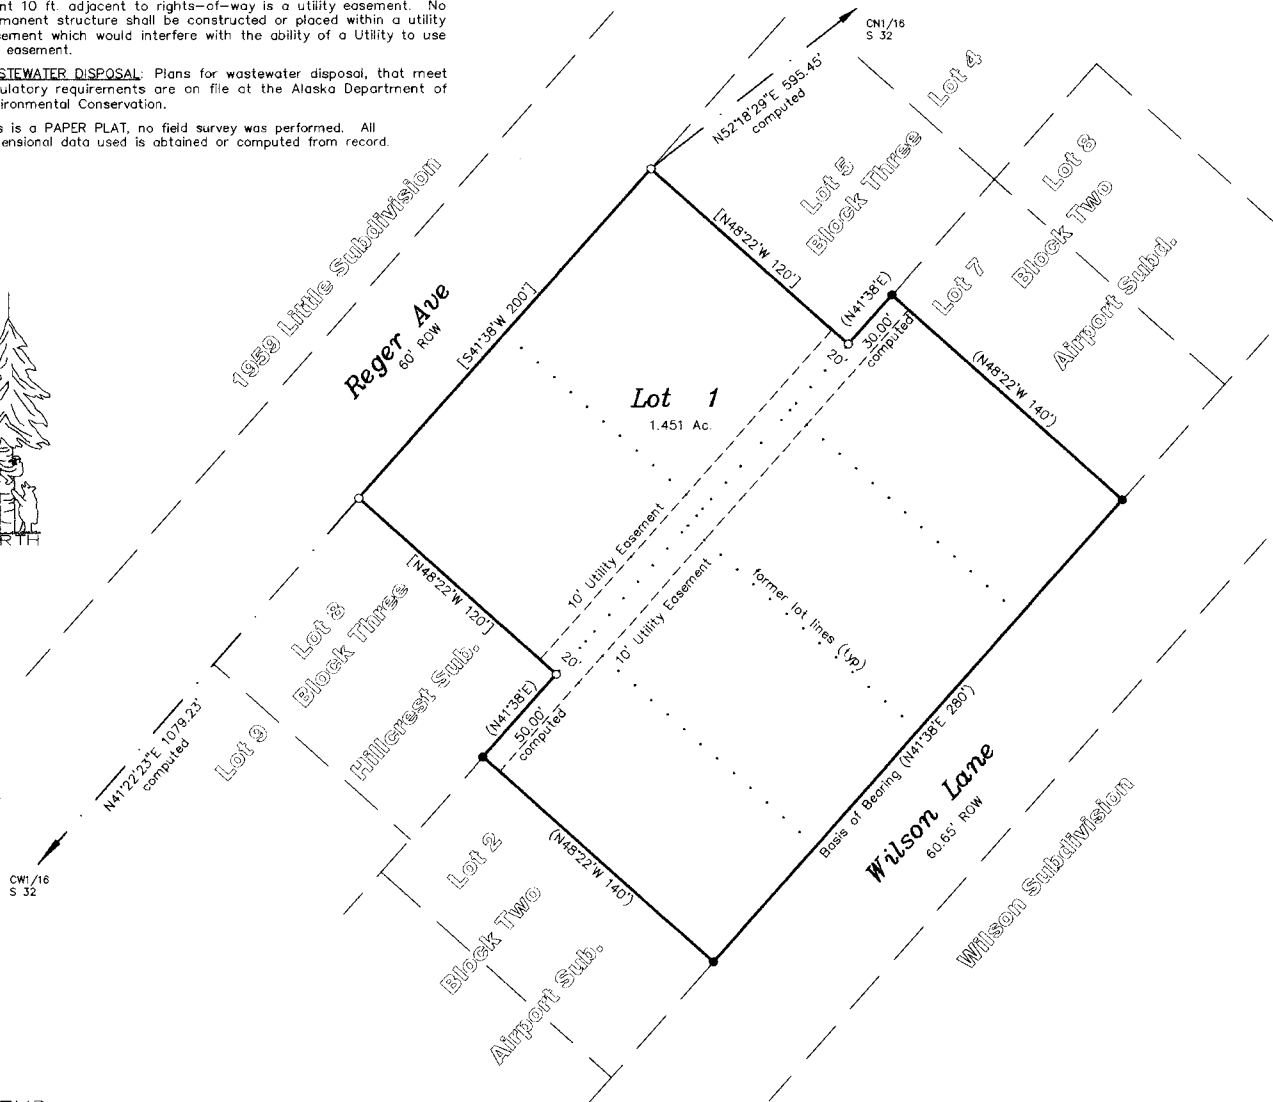 10 ft. adjacent to rights-of-way is a utility easement. No
structure shall be constructed or placed within a utility
which would interfere with the ability of a Utility to use
easement.
DISPOSAL: Plans for wastewater disposal, that meet
requirements are on file at the Alaska Department of
Conservation.
is a PAPER PLAT, no field survey was performed. All
data used is obtained or computed from record.
CN1/16
S 32
N52°18'29"E 595.45'
computed
Lot 4
Lot 5
Block Three
Lot 8
Block Two
Lot 7
Airport Subd.
1959 Little Subdivision
Reger Ave
60' ROW
[S41°38'W 200']
[N48°22'W 120']
(N41°38'E)
30.00'
computed
20'
(N48°22'W 140')
Lot 1
1.451 Ac.
10' Utility Easement
10' Utility Easement
former lot lines (typ)
[N48°22'W 120']
20'
(N41°38'E)
50.00'
computed
Lot 8
Block Three
Hillcrest Sub.
Lot 9
N41°22'23"E 1079.23'
computed
CW1/16
S 32
(N48°22'W 140')
Lot 2
Block Two
Airport Sub.
Basis of Bearing (N41°38'E 280')
Wilson Lane
60.65' ROW
Wilson Subdivision